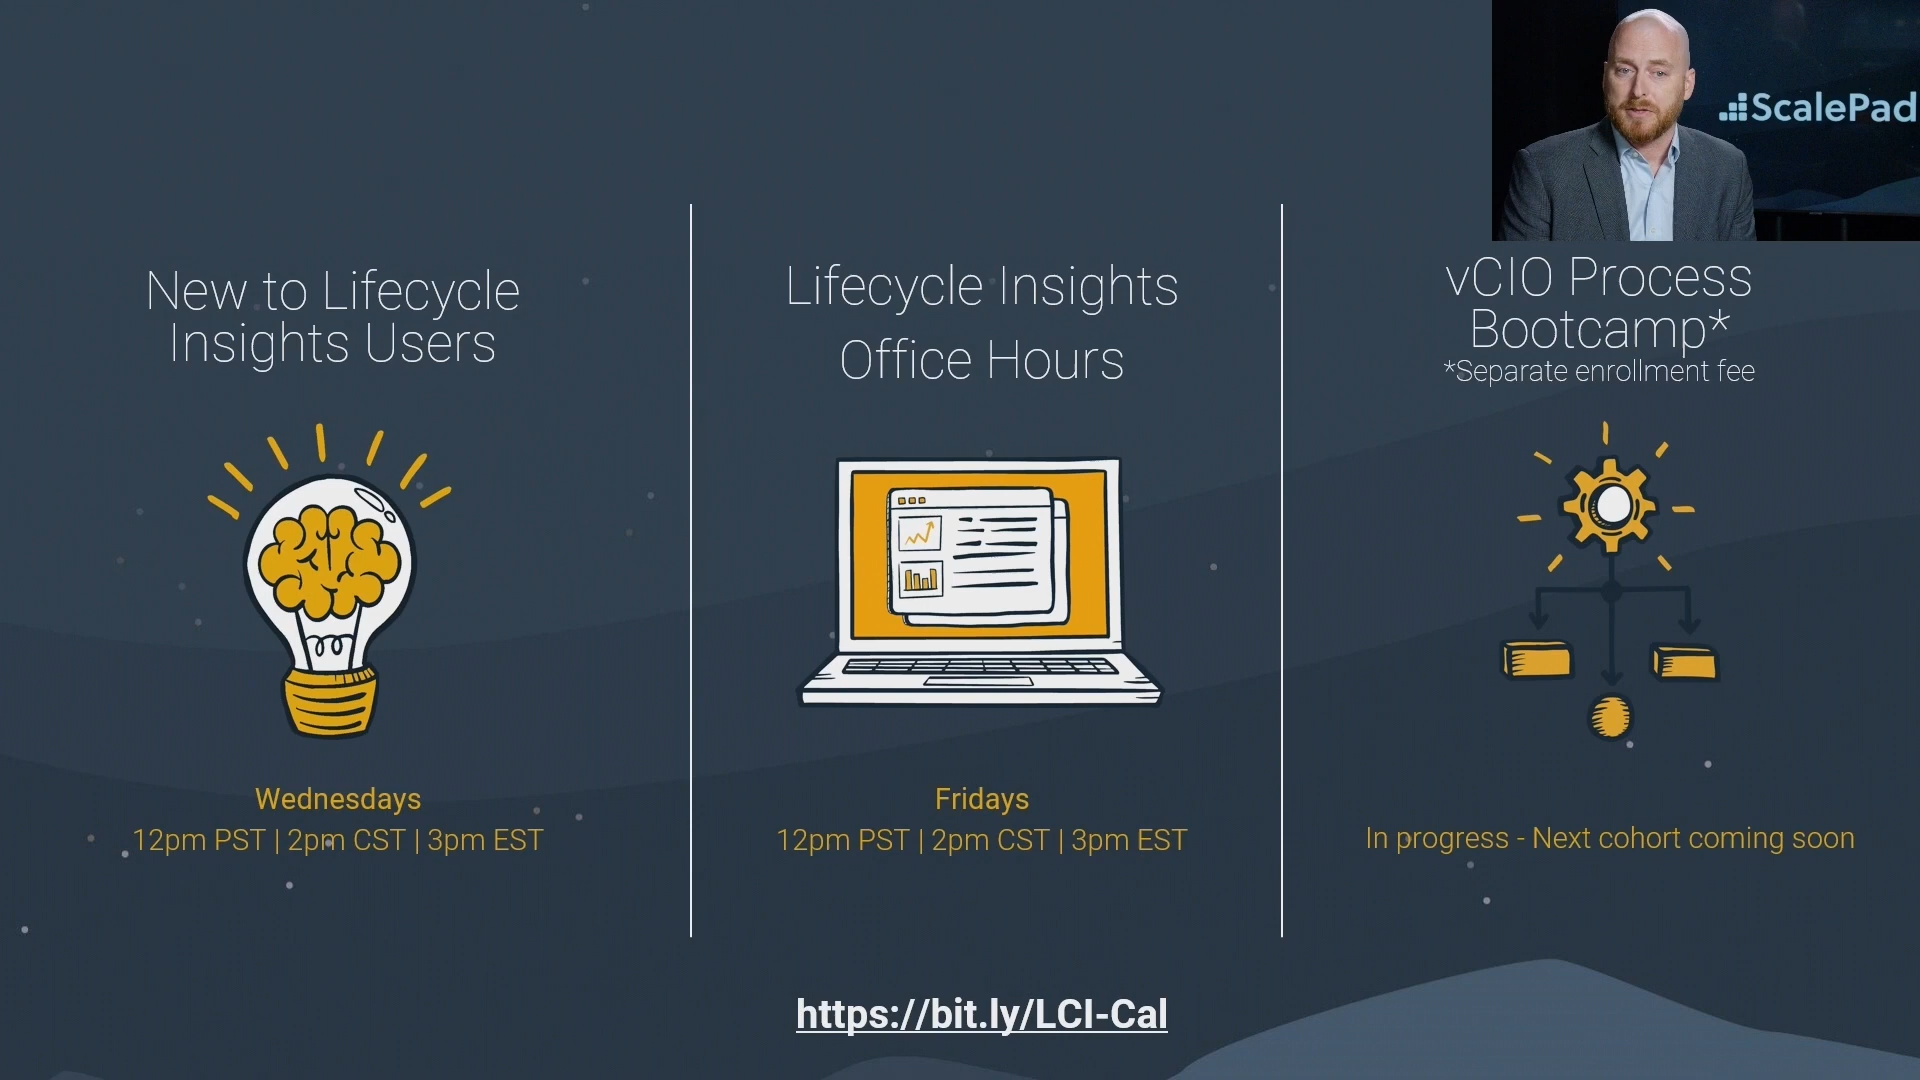 ScalePad
New to Lifecycle
Insights Users
Wednesdays
12pm PST | 2pm CST | 3pm EST
Lifecycle Insights
Office Hours
Fridays
12pm PST | 2pm CST | 3pm EST
vCIO Process
Bootcamp*
*Separate enrollment fee
In progress - Next cohort coming soon
https://bit.ly/LCI-Cal